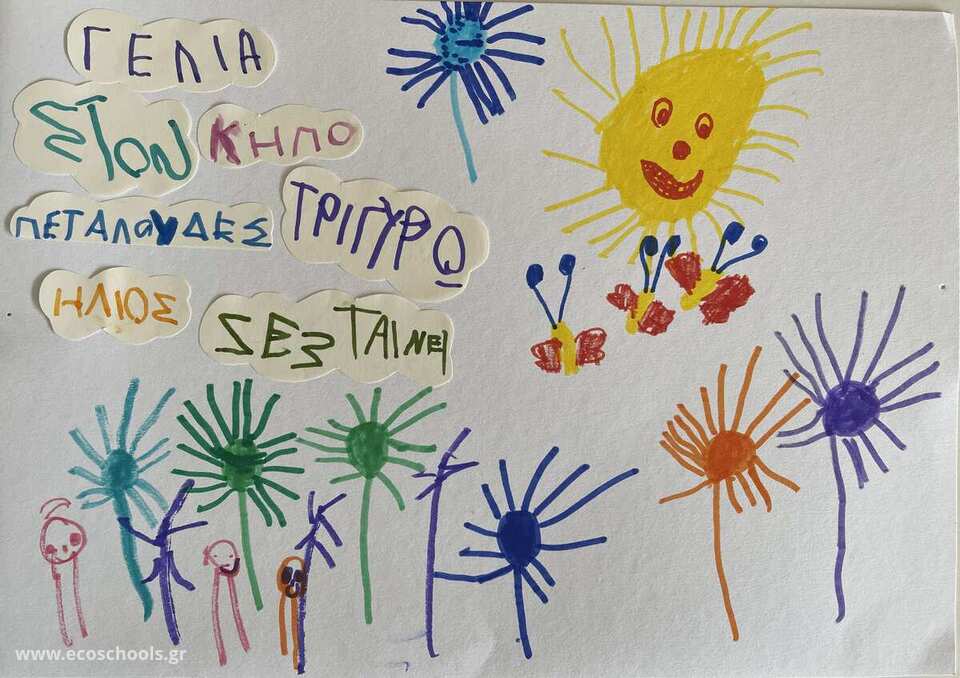 ΓΕΛΙΑ
ΣΤΟΝ ΚΗΠΟ
ΠΕΤΑΛΟΥΔΕΣ ΤΡΙΓΥΡΩ
ΗΛΙΟΣ ΖΕΣΤΑΙΝΕΙ
www.ecoschools.gr